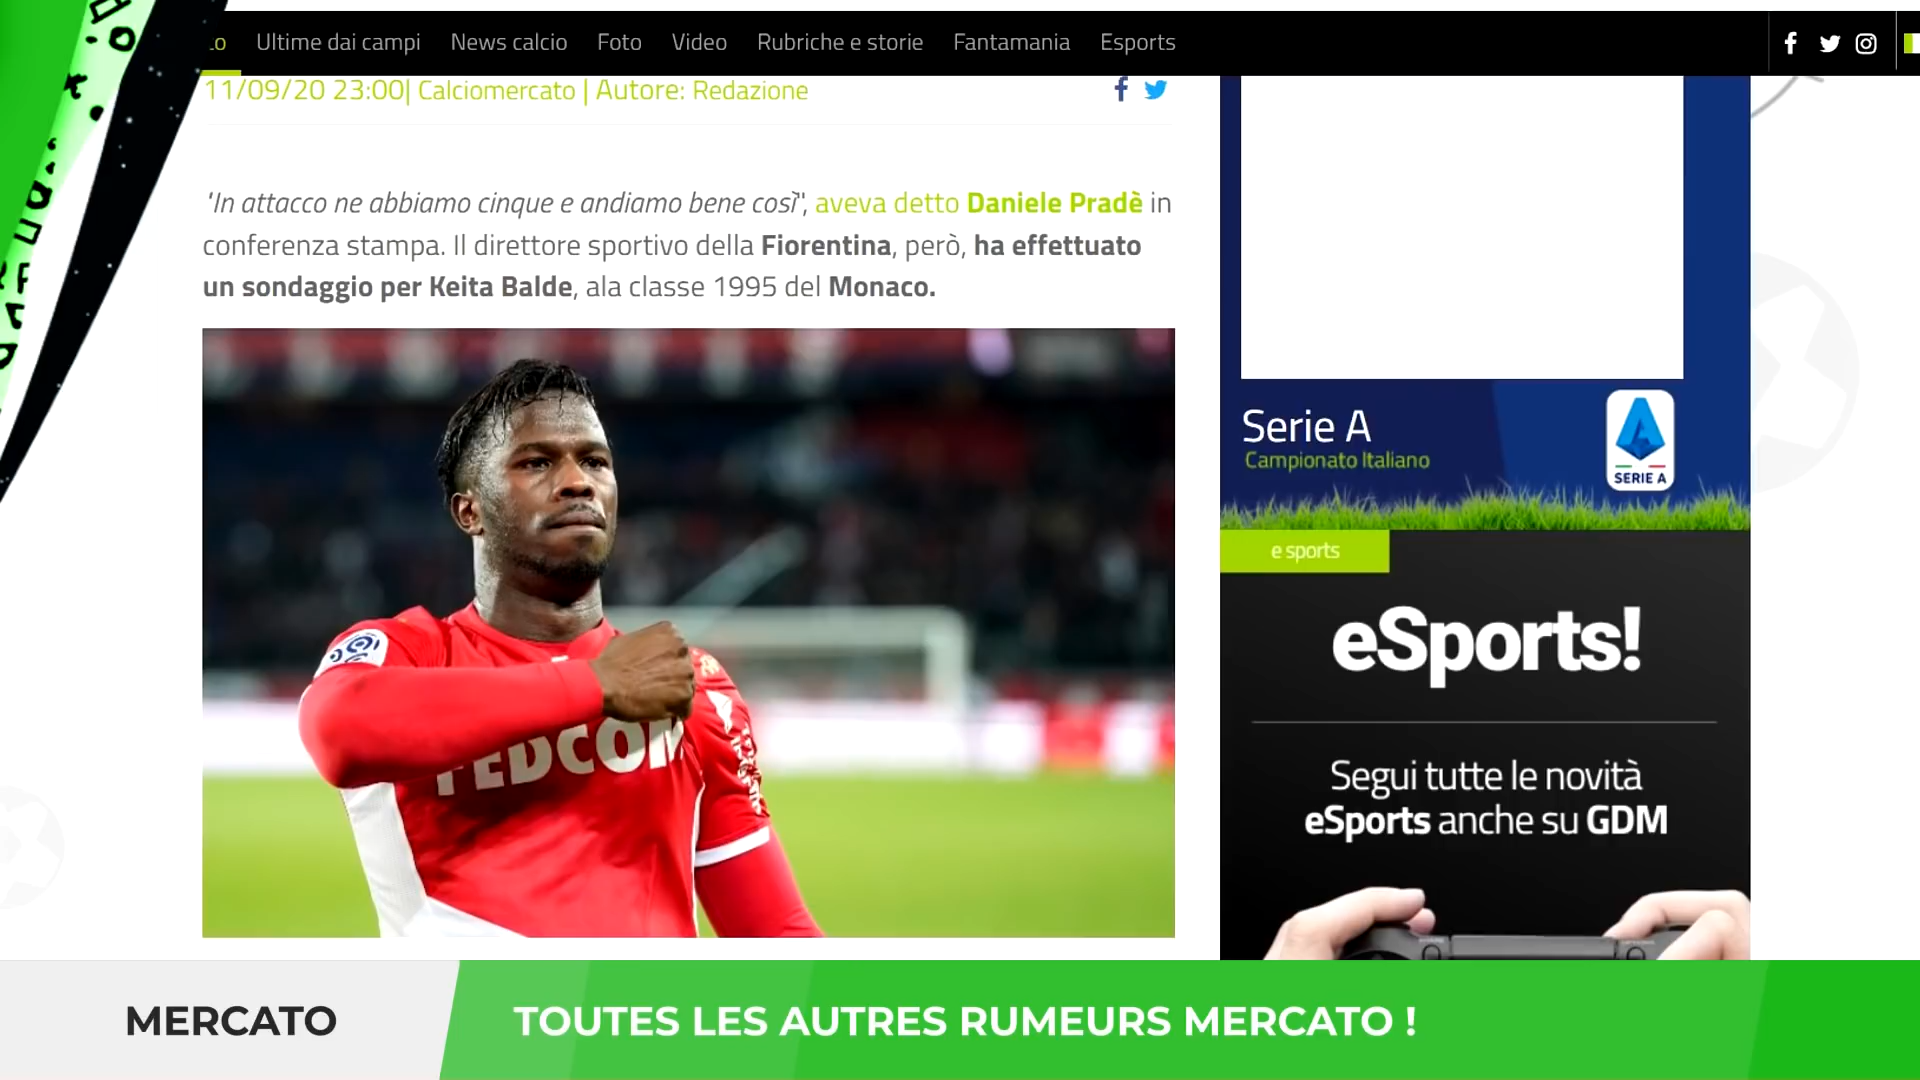 Ultime dai campi News calcio Foto Video Rubriche e storie Fantamania Esports
11/09/20 23:00| Calciomercato | Autore: Redazione
"In attacco ne abbiamo cinque e andiamo bene così", aveva detto Daniele Pradè in
conferenza stampa. Il direttore sportivo della Fiorentina, però, ha effettuato
un sondaggio per Keita Balde, ala classe 1995 del Monaco.
FEDCOM
Serie A
Campionato Italiano
SERIE A
e sports
eSports!
Segui tutte le novità
eSports anche su GDM
MERCATO
TOUTES LES AUTRES RUMEURS MERCATO !